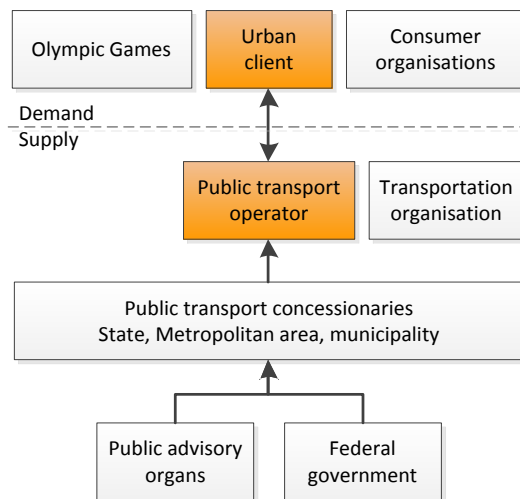 Olympic Games
Urban
client
Consumer
organisations
Demand
Supply
Public transport
operator
Transportation
organisation
Public transport concessionaries
State, Metropolitan area, municipality
Public advisory
organs
Federal
government